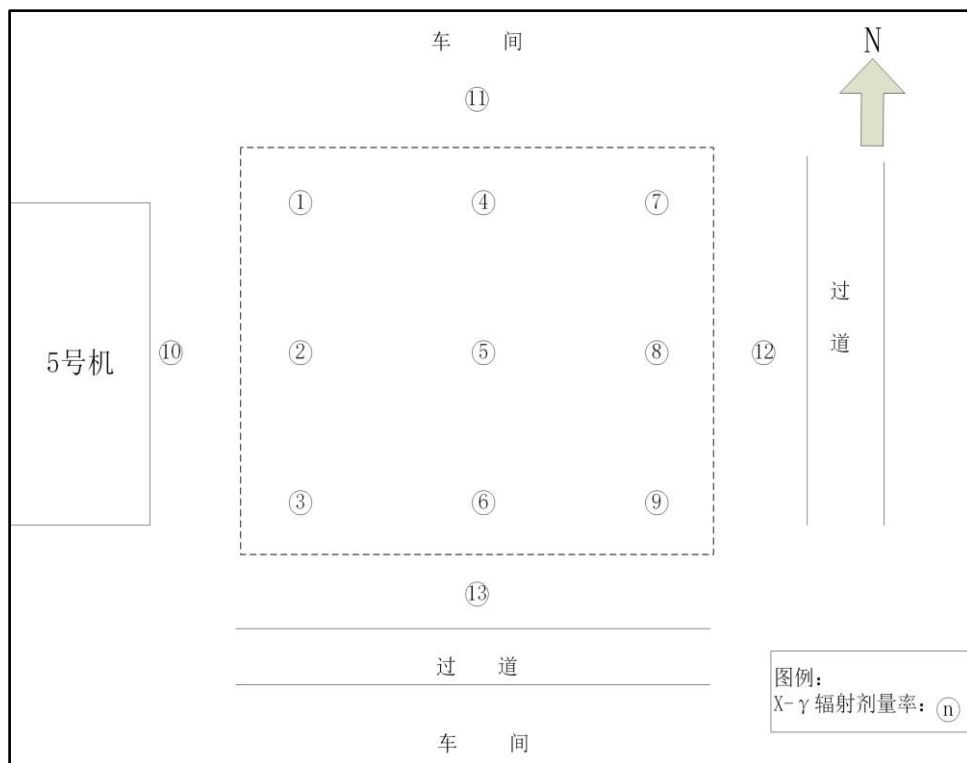 车 间
N
⑪
① ④ ⑦
过
道
5号机
⑩ ② ⑤ ⑧ ⑫
③ ⑥ ⑨
⑬
过 道
图例:
X-γ辐射剂量率: ⓝ
车 间